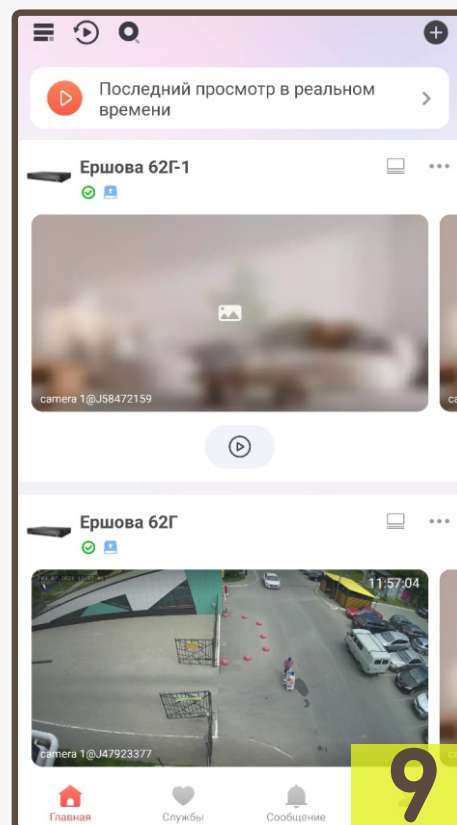 Последний просмотр в реальном
времени
Ершова 62Г-1
camera 1@J58472159
Ершова 62Г
11:57:04
camera 1@J47923377
9
Главная
Службы
Сообщение